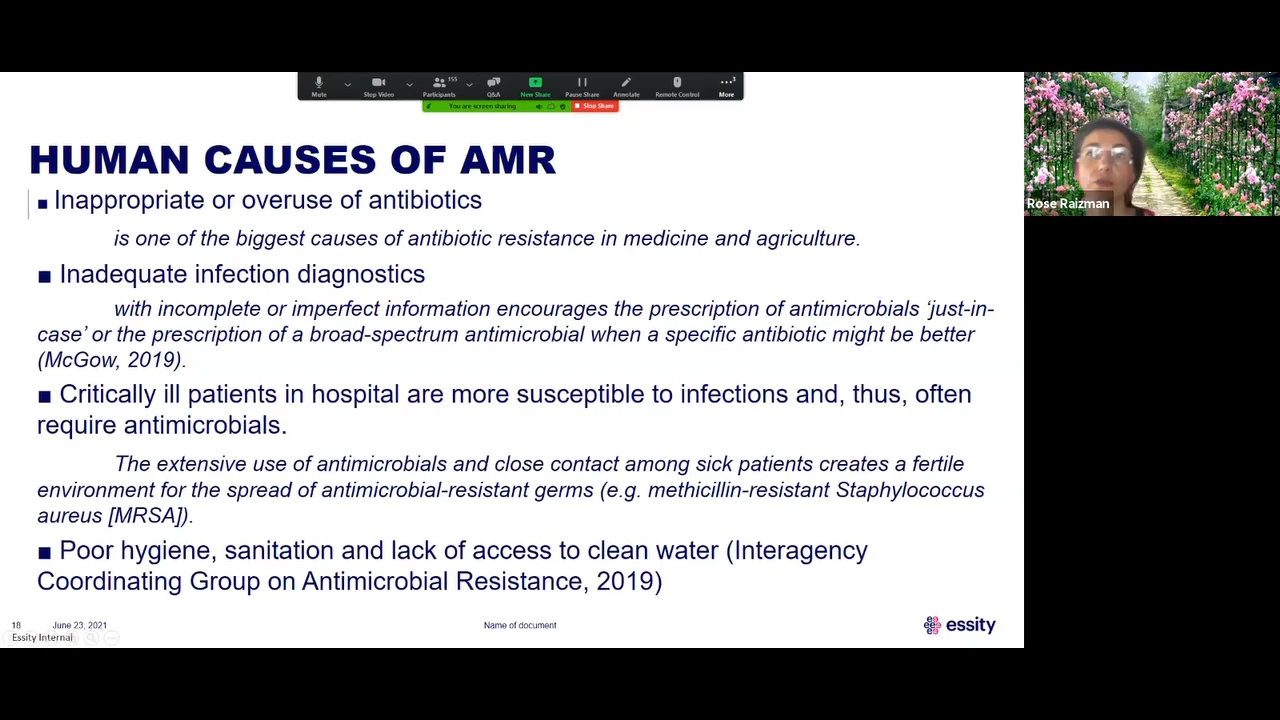 155
3
Mute
Stop Video
Participants
Q&A
New Share
Pause Share
Annotate
Remote Control
More
You are screen sharing
Stop Share
Rose Raizman
HUMAN CAUSES OF AMR
■ Inappropriate or overuse of antibiotics
is one of the biggest causes of antibiotic resistance in medicine and agriculture.
■ Inadequate infection diagnostics
with incomplete or imperfect information encourages the prescription of antimicrobials ‘just-in-
case’ or the prescription of a broad-spectrum antimicrobial when a specific antibiotic might be better
(McGow, 2019).
■ Critically ill patients in hospital are more susceptible to infections and, thus, often
require antimicrobials.
The extensive use of antimicrobials and close contact among sick patients creates a fertile
environment for the spread of antimicrobial-resistant germs (e.g. methicillin-resistant Staphylococcus
aureus [MRSA]).
■ Poor hygiene, sanitation and lack of access to clean water (Interagency
Coordinating Group on Antimicrobial Resistance, 2019)
18 June 23, 2021 Name of document essity
Essity Internal